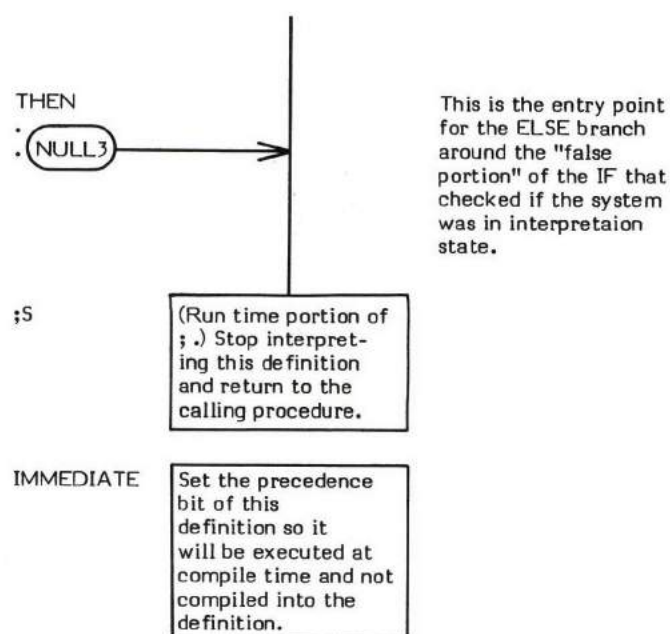 THEN
:
: NULL3
This is the entry point
for the ELSE branch
around the "false
portion" of the IF that
checked if the system
was in interpretaion
state.
;S
(Run time portion of
; .) Stop interpret-
ing this definition
and return to the
calling procedure.
IMMEDIATE
Set the precedence
bit of this
definition so it
will be executed at
compile time and not
compiled into the
definition.